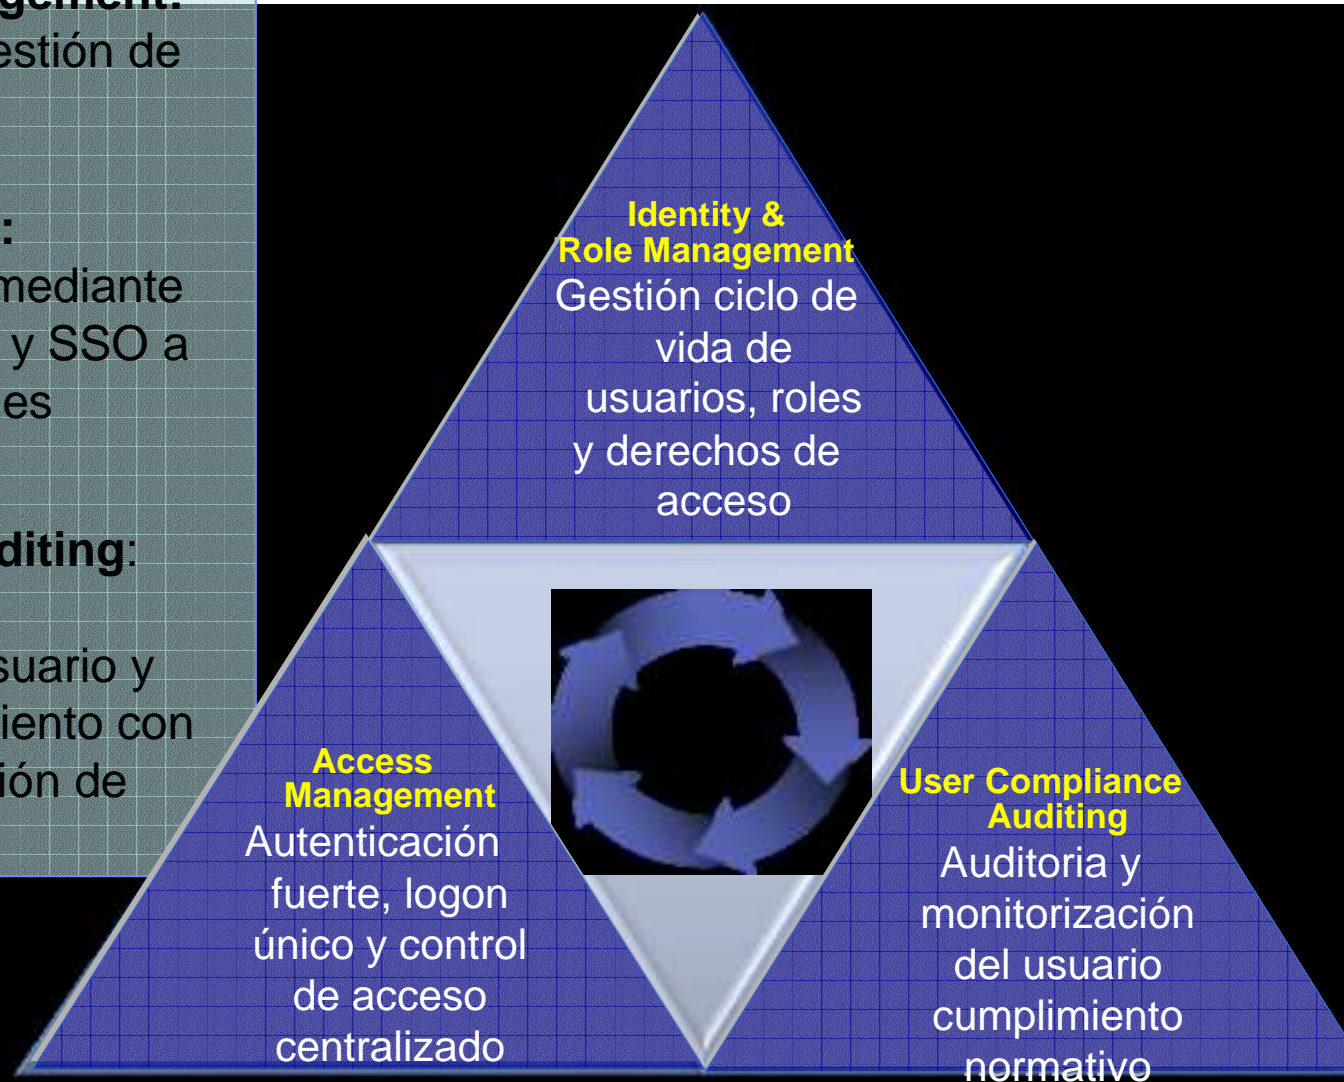 gement:
estión de
:
mediante
y SSO a
es
diting:
suario y
iento con
ión de
Identity &
Role Management
Gestión ciclo de
vida de
usuarios, roles
y derechos de
acceso
Access
Management
Autenticación
fuerte, logon
único y control
de acceso
centralizado
User Compliance
Auditing
Auditoria y
monitorización
del usuario
cumplimiento
normativo